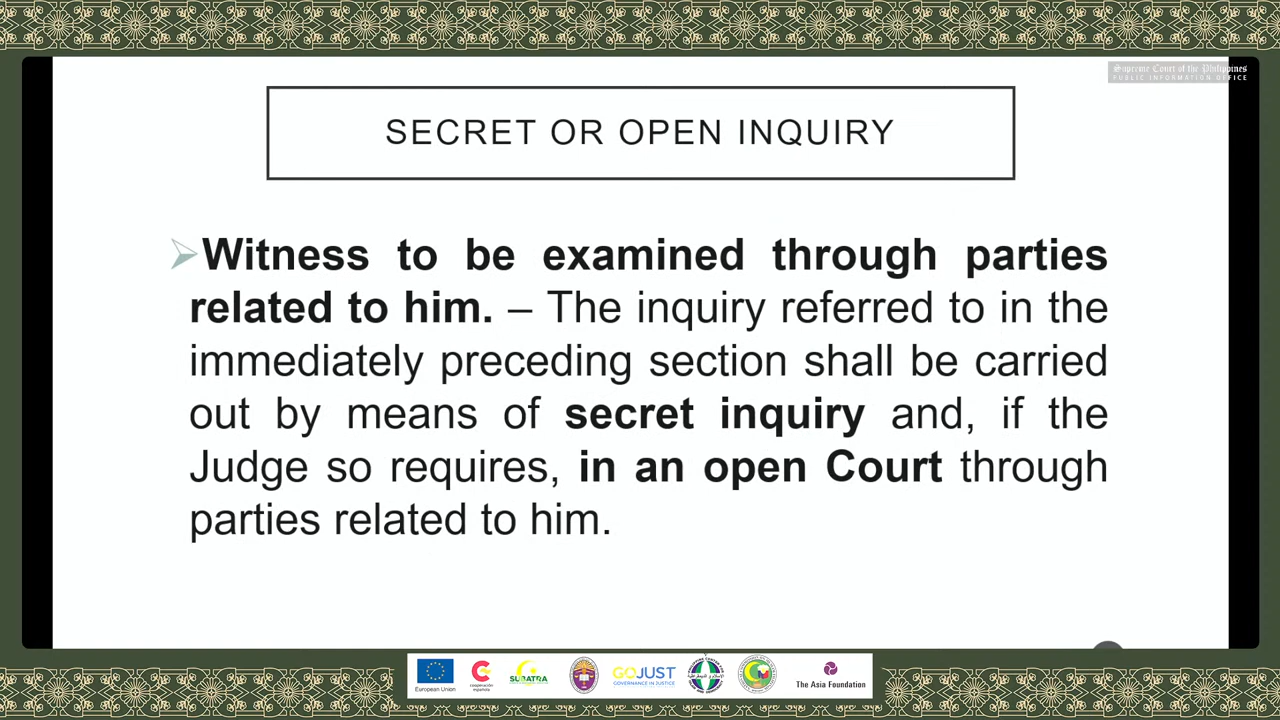 Supreme Court of the Philippines
PUBLIC INFORMATION OFFICE
SECRET OR OPEN INQUIRY
Witness to be examined through parties
related to him. – The inquiry referred to in the
immediately preceding section shall be carried
out by means of secret inquiry and, if the
Judge so requires, in an open Court through
parties related to him.
European Union
cooperación
española
SUBATRA
GOJUST
GOVERNANCE IN JUSTICE
The Asia Foundation